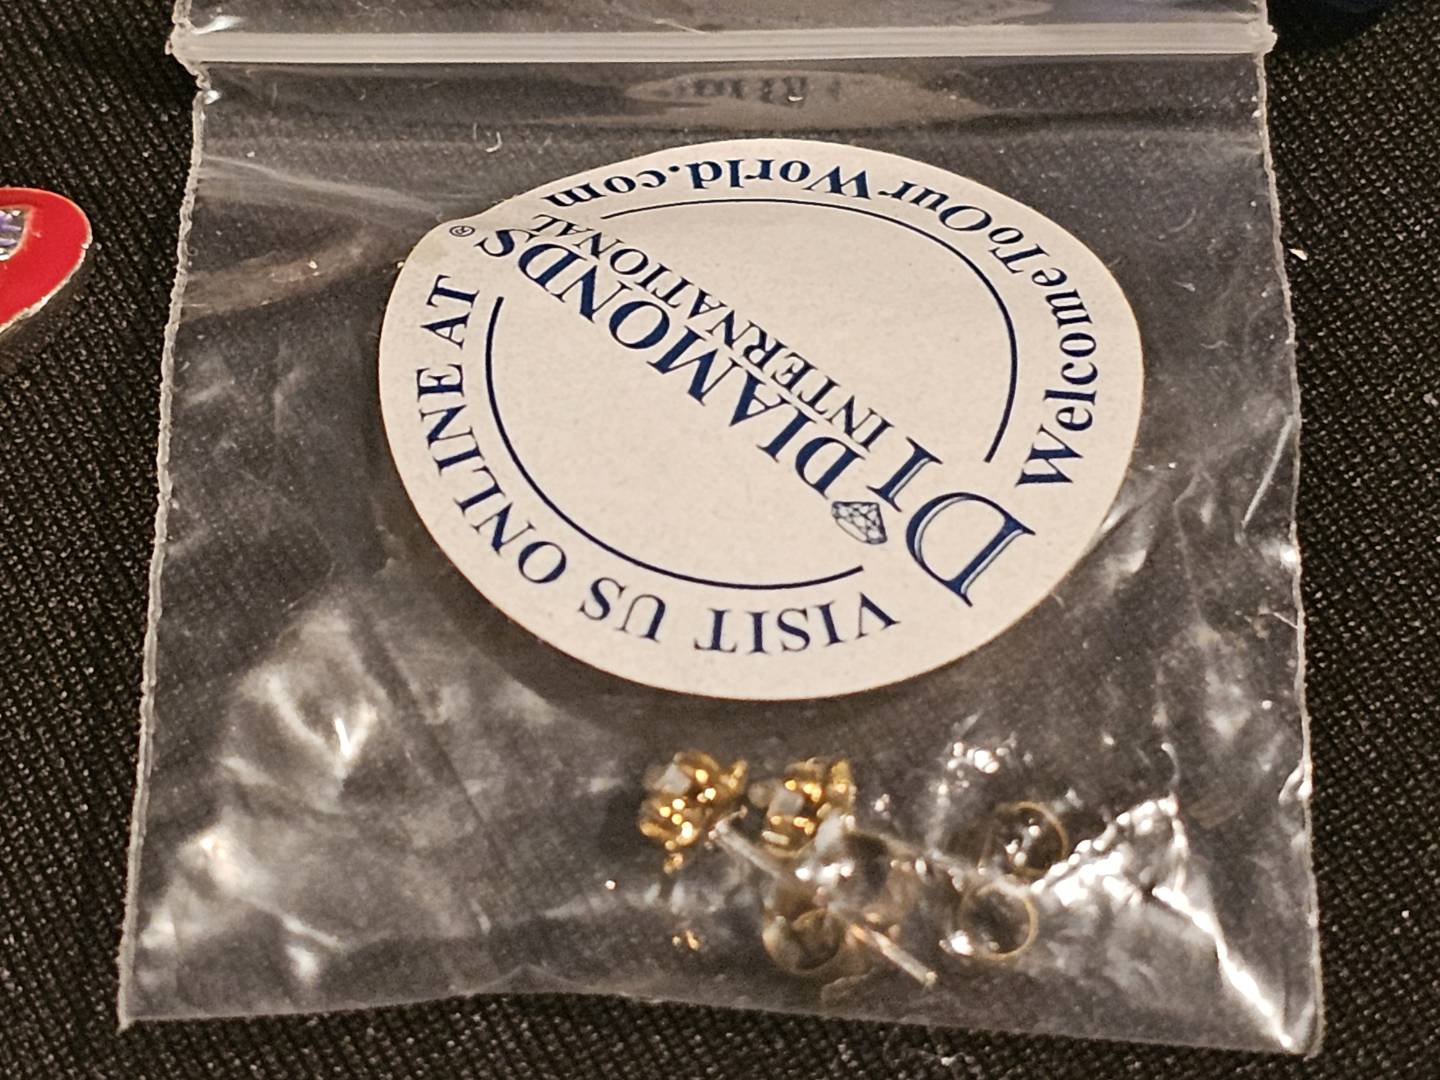 VISIT US ONLINE AT
DI DIAMONDS®
INTERNATIONAL
WelcomeToOurWorld.com